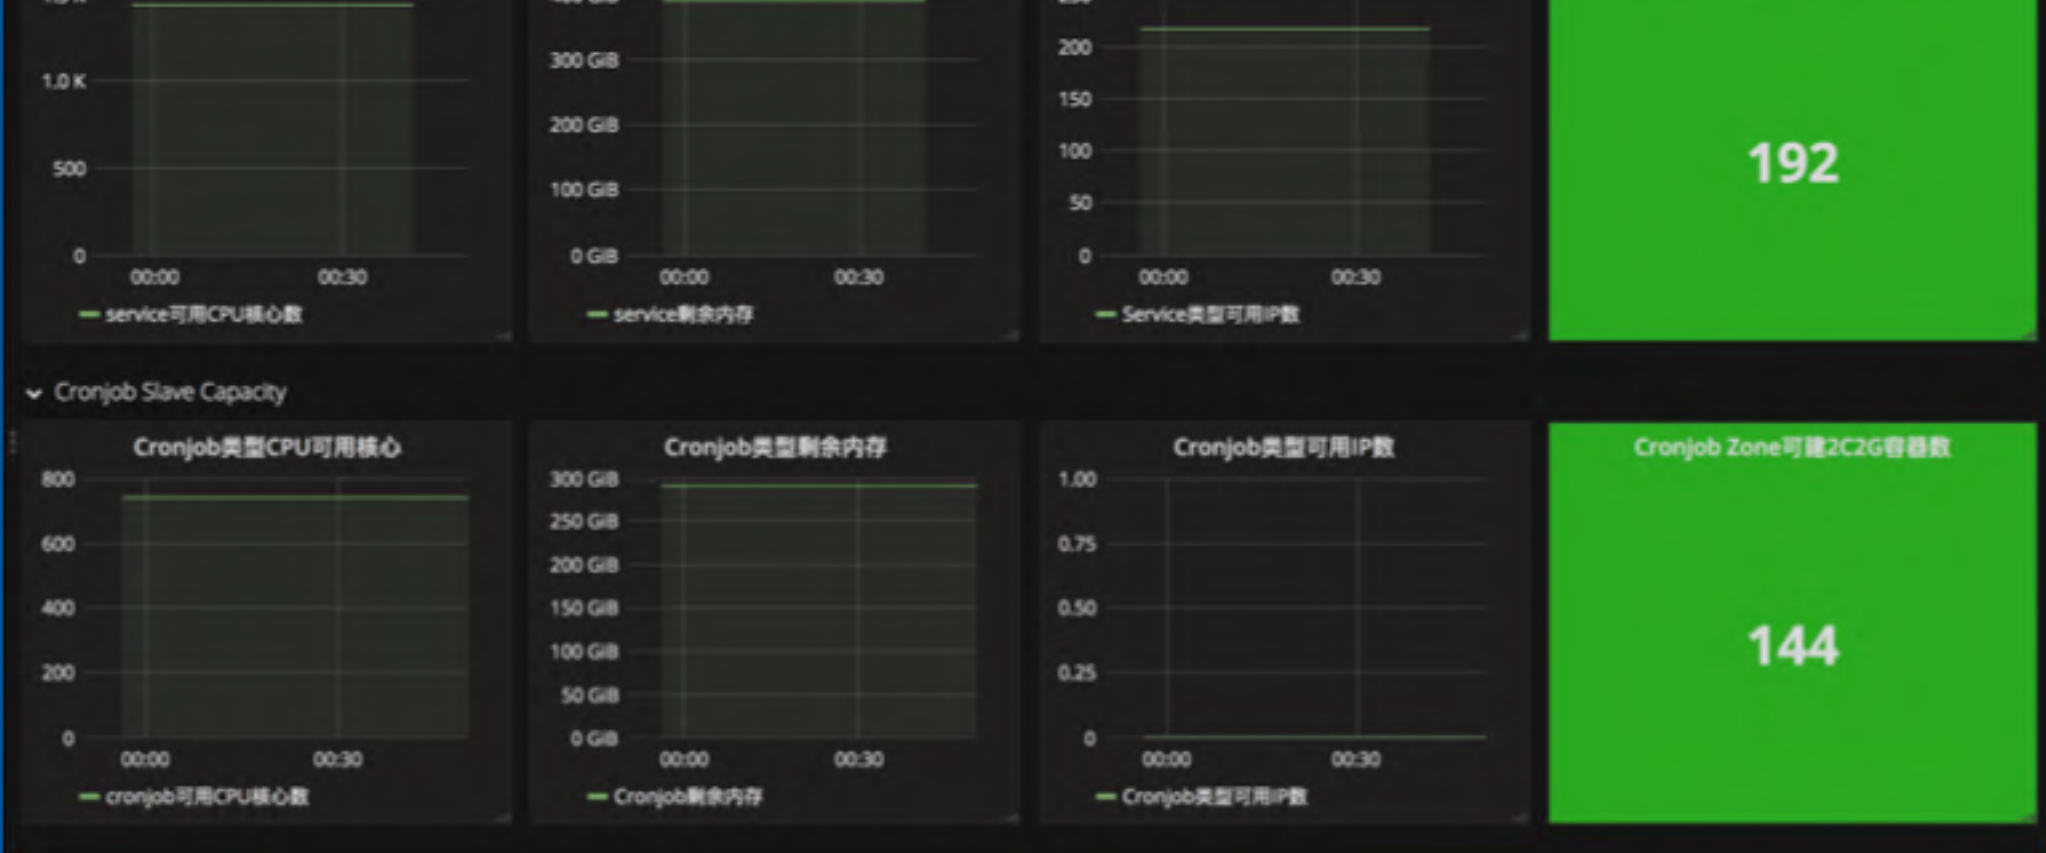 1.0 K
500
0
00:00 00:30
service可用CPU核心数
300 GiB
200 GiB
100 GiB
0 GiB
00:00 00:30
service剩余内存
200
150
100
50
0
00:00 00:30
Service类型可用IP数
192
Cronjob Slave Capacity
Cronjob类型CPU可用核心
800
600
400
200
0
00:00 00:30
cronjob可用CPU核心数
Cronjob类型剩余内存
300 GiB
250 GiB
200 GiB
150 GiB
100 GiB
50 GiB
0 GiB
00:00 00:30
Cronjob剩余内存
Cronjob类型可用IP数
1.00
0.75
0.50
0.25
0
00:00 00:30
Cronjob类型可用IP数
Cronjob Zone可建2C2G容器数
144